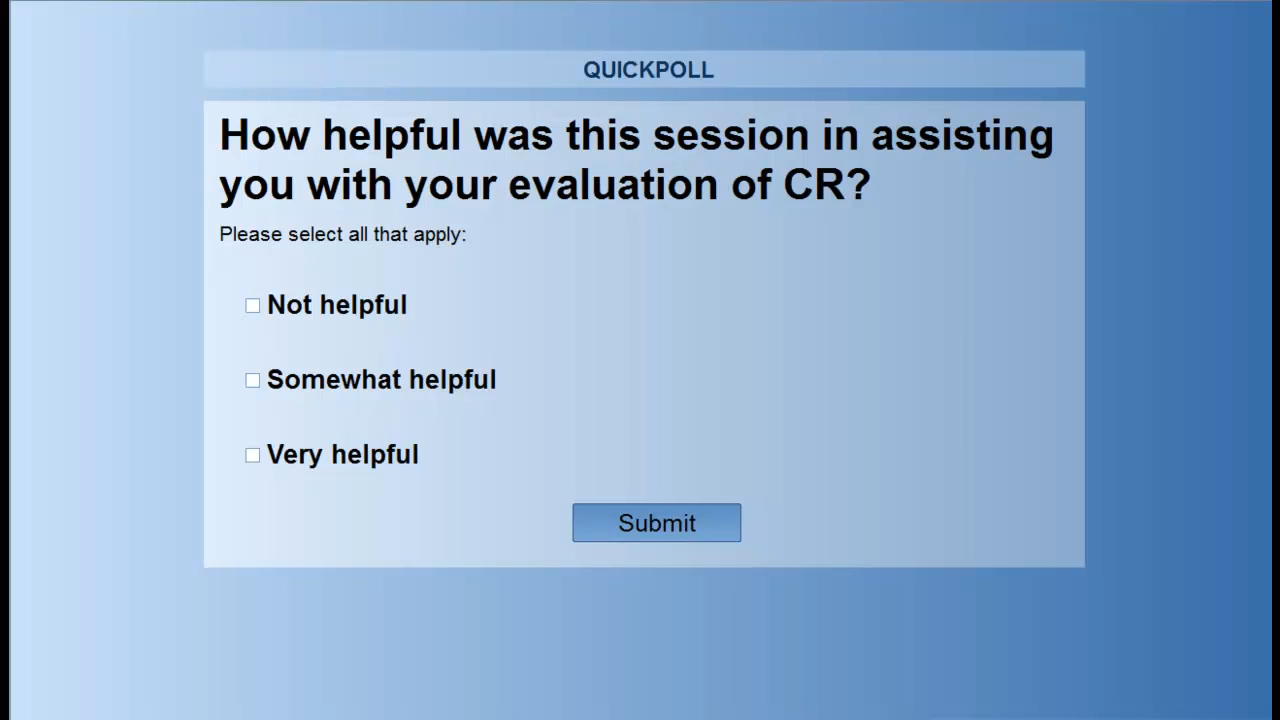 QUICKPOLL
How helpful was this session in assisting
you with your evaluation of CR?
Please select all that apply:
Not helpful
Somewhat helpful
Very helpful
Submit